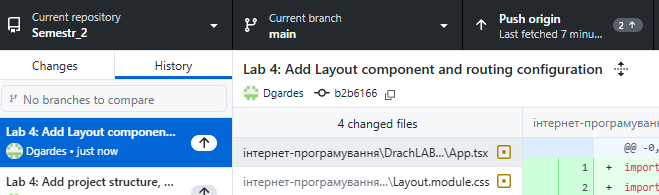 Current repository
Semestr_2
Current branch
main
Push origin
Last fetched 7 minu...
2
Changes
History
No branches to compare
Lab 4: Add Layout componen...
Dgardes • just now
Lab 4: Add project structure, ...
Lab 4: Add Layout component and routing configuration
Dgardes
b2b6166
4 changed files
інтернет-програмування\DrachLAB...\App.tsx
інтернет-програмува...\Layout.module.css
інтернет-програмуванн
@@ -0,
1 + import
2 + import